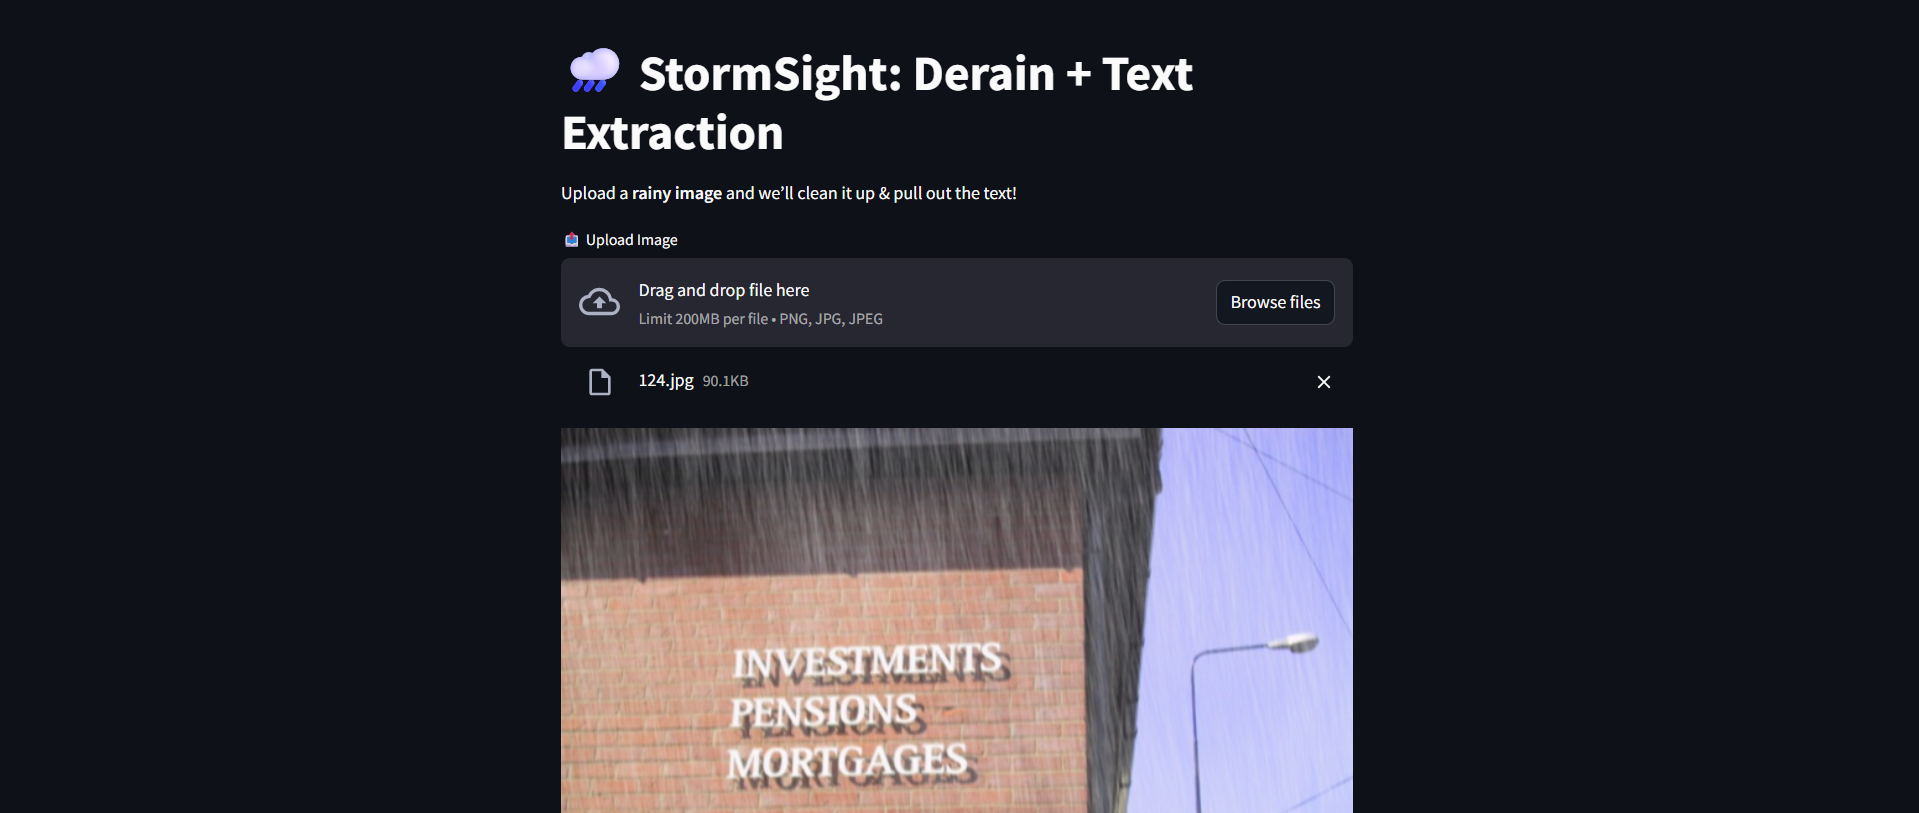 StormSight: Derain + Text
Extraction
Upload a rainy image and we’ll clean it up & pull out the text!
Upload Image
Drag and drop file here
Limit 200MB per file • PNG, JPG, JPEG
Browse files
124.jpg 90.1KB
INVESTMENTS
PENSIONS
MORTGAGES